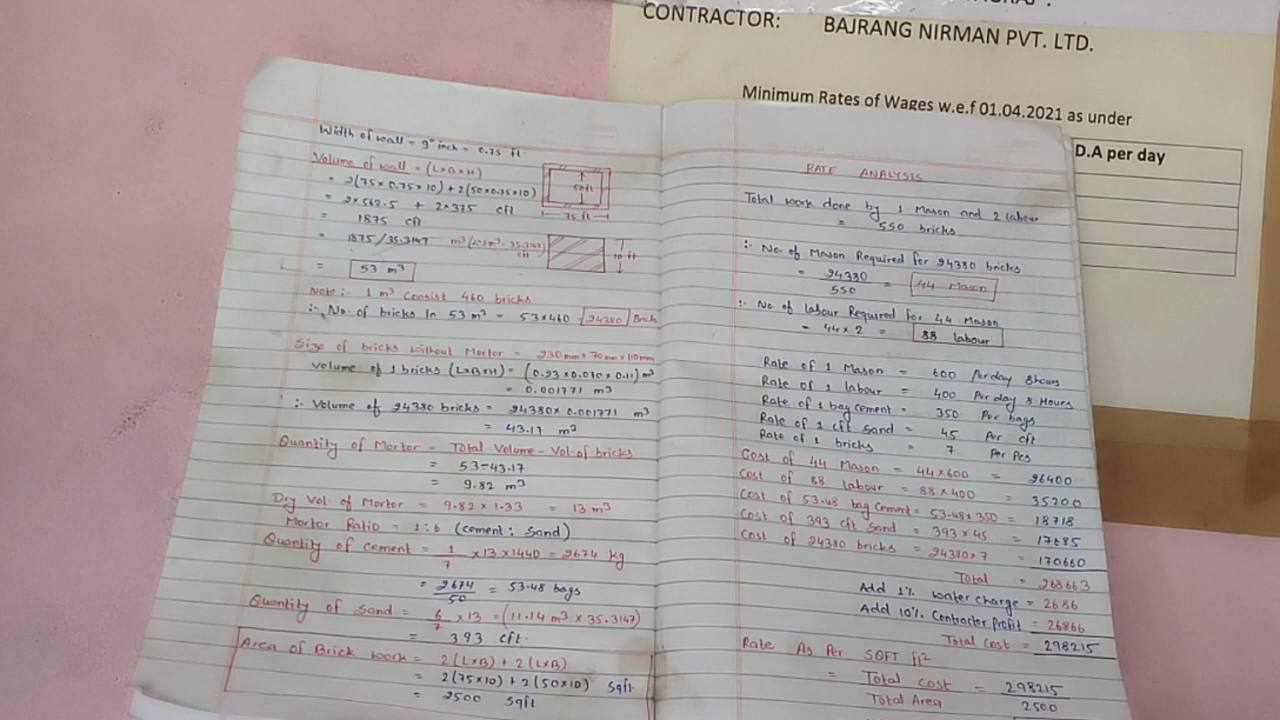 CONTRACTOR: BAJRANG NIRMAN PVT. LTD.
Minimum Rates of Wages w.e.f 01.04.2021 as under
D.A per day
Width of wall = 9" inch = 0.75 ft
Volume of wall = (L×B×H)
= 2(75×0.75×10) + 2(50×0.75×10)
= 2×562.5 + 2×375 cft
= 1875 cft
= 1875/35.3147 m³ (∵ 1m³ = 35.3147) cft
= 53 m³
50 ft
75 ft
10 ft
Note :- 1 m³ Consist 460 bricks
∴ No. of bricks In 53 m³ = 53×460 = 24380 Bricks
Size of bricks without Morter = 230mm × 70mm × 110mm
Volume of 1 bricks (L×B×H) = (0.23 × 0.070 × 0.11) m³
= 0.001771 m³
∴ Volume of 24380 bricks = 24380 × 0.001771 m³
= 43.17 m³
Quantity of Morter = Total Volume - Vol. of bricks
= 53-43.17
= 9.82 m³
Dry Vol. of Morter = 9.82 × 1.33 = 13 m³
Morter Ratio = 1:6 (cement : Sand)
Quantity of cement = 1/7 × 13 × 1440 = 2674 kg
= 2674/50 = 53.48 bags
Quantity of Sand = 6/7 × 13 = (11.14 m³ × 35.3147)
= 393 cft.
Area of Brick work = 2(L×B) + 2(L×B)
= 2(75×10) + 2(50×10) Sqft
= 2500 Sqft
RATE ANALYSIS
Total work done by 1 Mason and 2 labour
= 550 bricks
∴ No. of Mason Required for 24380 bricks
= 24380/550 = 44 Mason
∴ No of labour Required for 44 Mason
= 44×2 = 88 labour
Rate of 1 Mason = 600 Per day 8 hours
Rate of 1 labour = 400 Per day 8 Hours
Rate of 1 bag cement = 350 Per bags
Rate of 1 cft sand = 45 Per cft
Rate of 1 bricks = 7 Per Pcs
Cost of 44 Mason = 44×600 = 26400
Cost of 88 labour = 88×400 = 35200
Cost of 53.48 bag cement = 53.48×350 = 18718
Cost of 393 cft sand = 393×45 = 17685
Cost of 24380 bricks = 24380×7 = 170660
Total = 268663
Add 1% water charge = 2686
Add 10% Contractor Profit = 26866
Total Cost = 298215
Rate As Per SQFT ft²
= Total cost/Total Area = 298215/2500